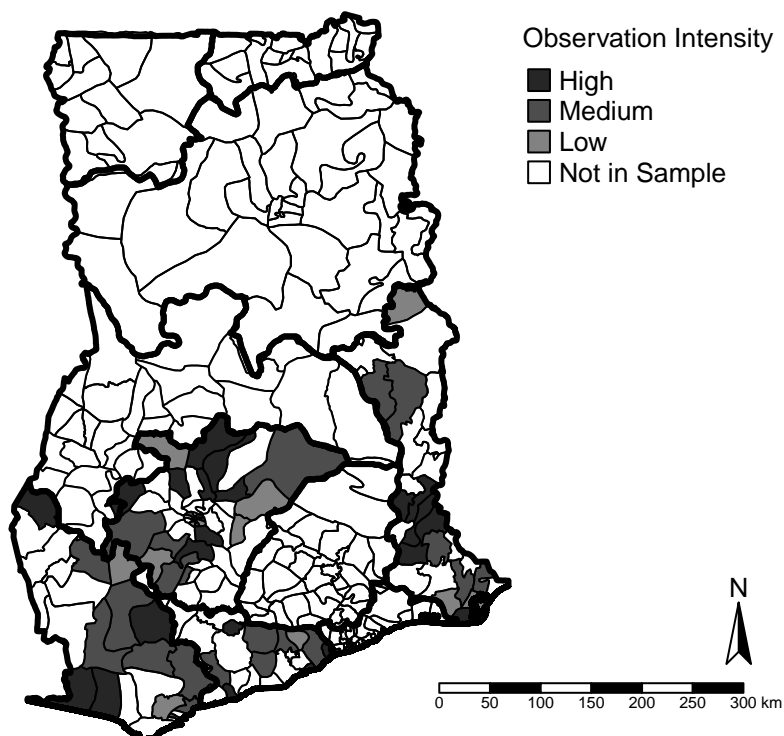 Observation Intensity
High
Medium
Low
Not in Sample
N
0 50 100 150 200 250 300 km